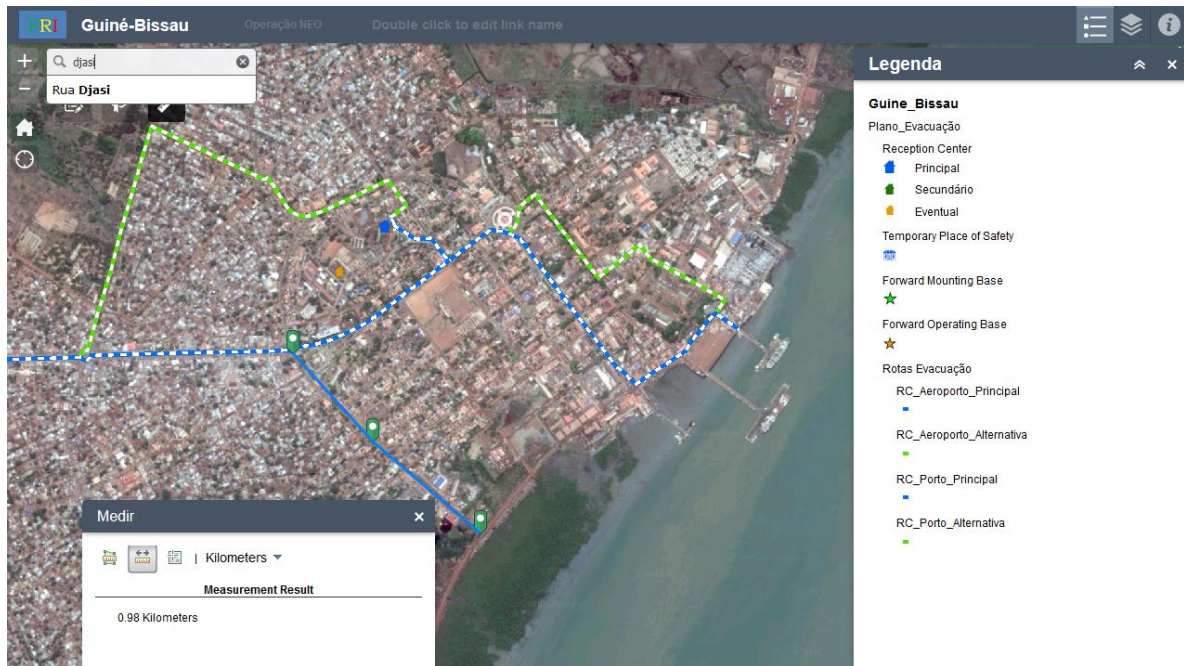 RRI Guiné-Bissau Operação NEO Double click to edit link name
djasi
Rua Djasi
Legenda
Guine_Bissau
Plano_Evacuação
Reception Center
Principal
Secundário
Eventual
Temporary Place of Safety
Forward Mounting Base
Forward Operating Base
Rotas Evacuação
RC_Aeroporto_Principal
RC_Aeroporto_Alternativa
RC_Porto_Principal
RC_Porto_Alternativa
Medir
| Kilometers
Measurement Result
0.98 Kilometers